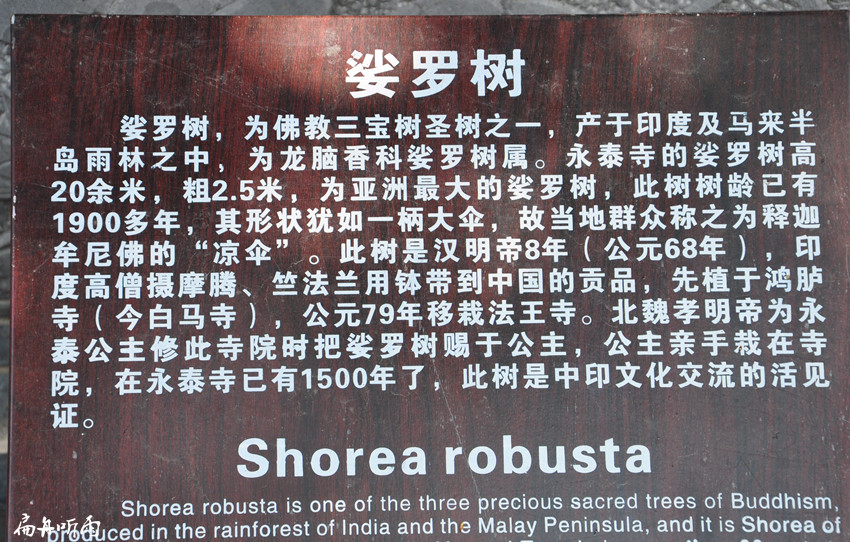 娑罗树
娑罗树，为佛教三宝树圣树之一，产于印度及马来半
岛雨林之中，为龙脑香科娑罗树属。永泰寺的娑罗树高
20余米，粗2.5米，为亚洲最大的娑罗树，此树树龄已有
1900多年，其形状犹如一柄大伞，故当地群众称之为释迦
牟尼佛的“凉伞”。此树是汉明帝8年（公元68年），印
度高僧摄摩腾、竺法兰用钵带到中国的贡品，先植于鸿胪
寺（今白马寺），公元79年移栽法王寺。北魏孝明帝为永
泰公主修此寺院时把娑罗树赐于公主，公主亲手栽在寺
院，在永泰寺已有1500年了，此树是中印文化交流的活见
证。
Shorea robusta
Shorea robusta is one of the three precious sacred trees of Buddhism,
produced in the rainforest of India and the Malay Peninsula, and it is Shorea of
扁舟听雨